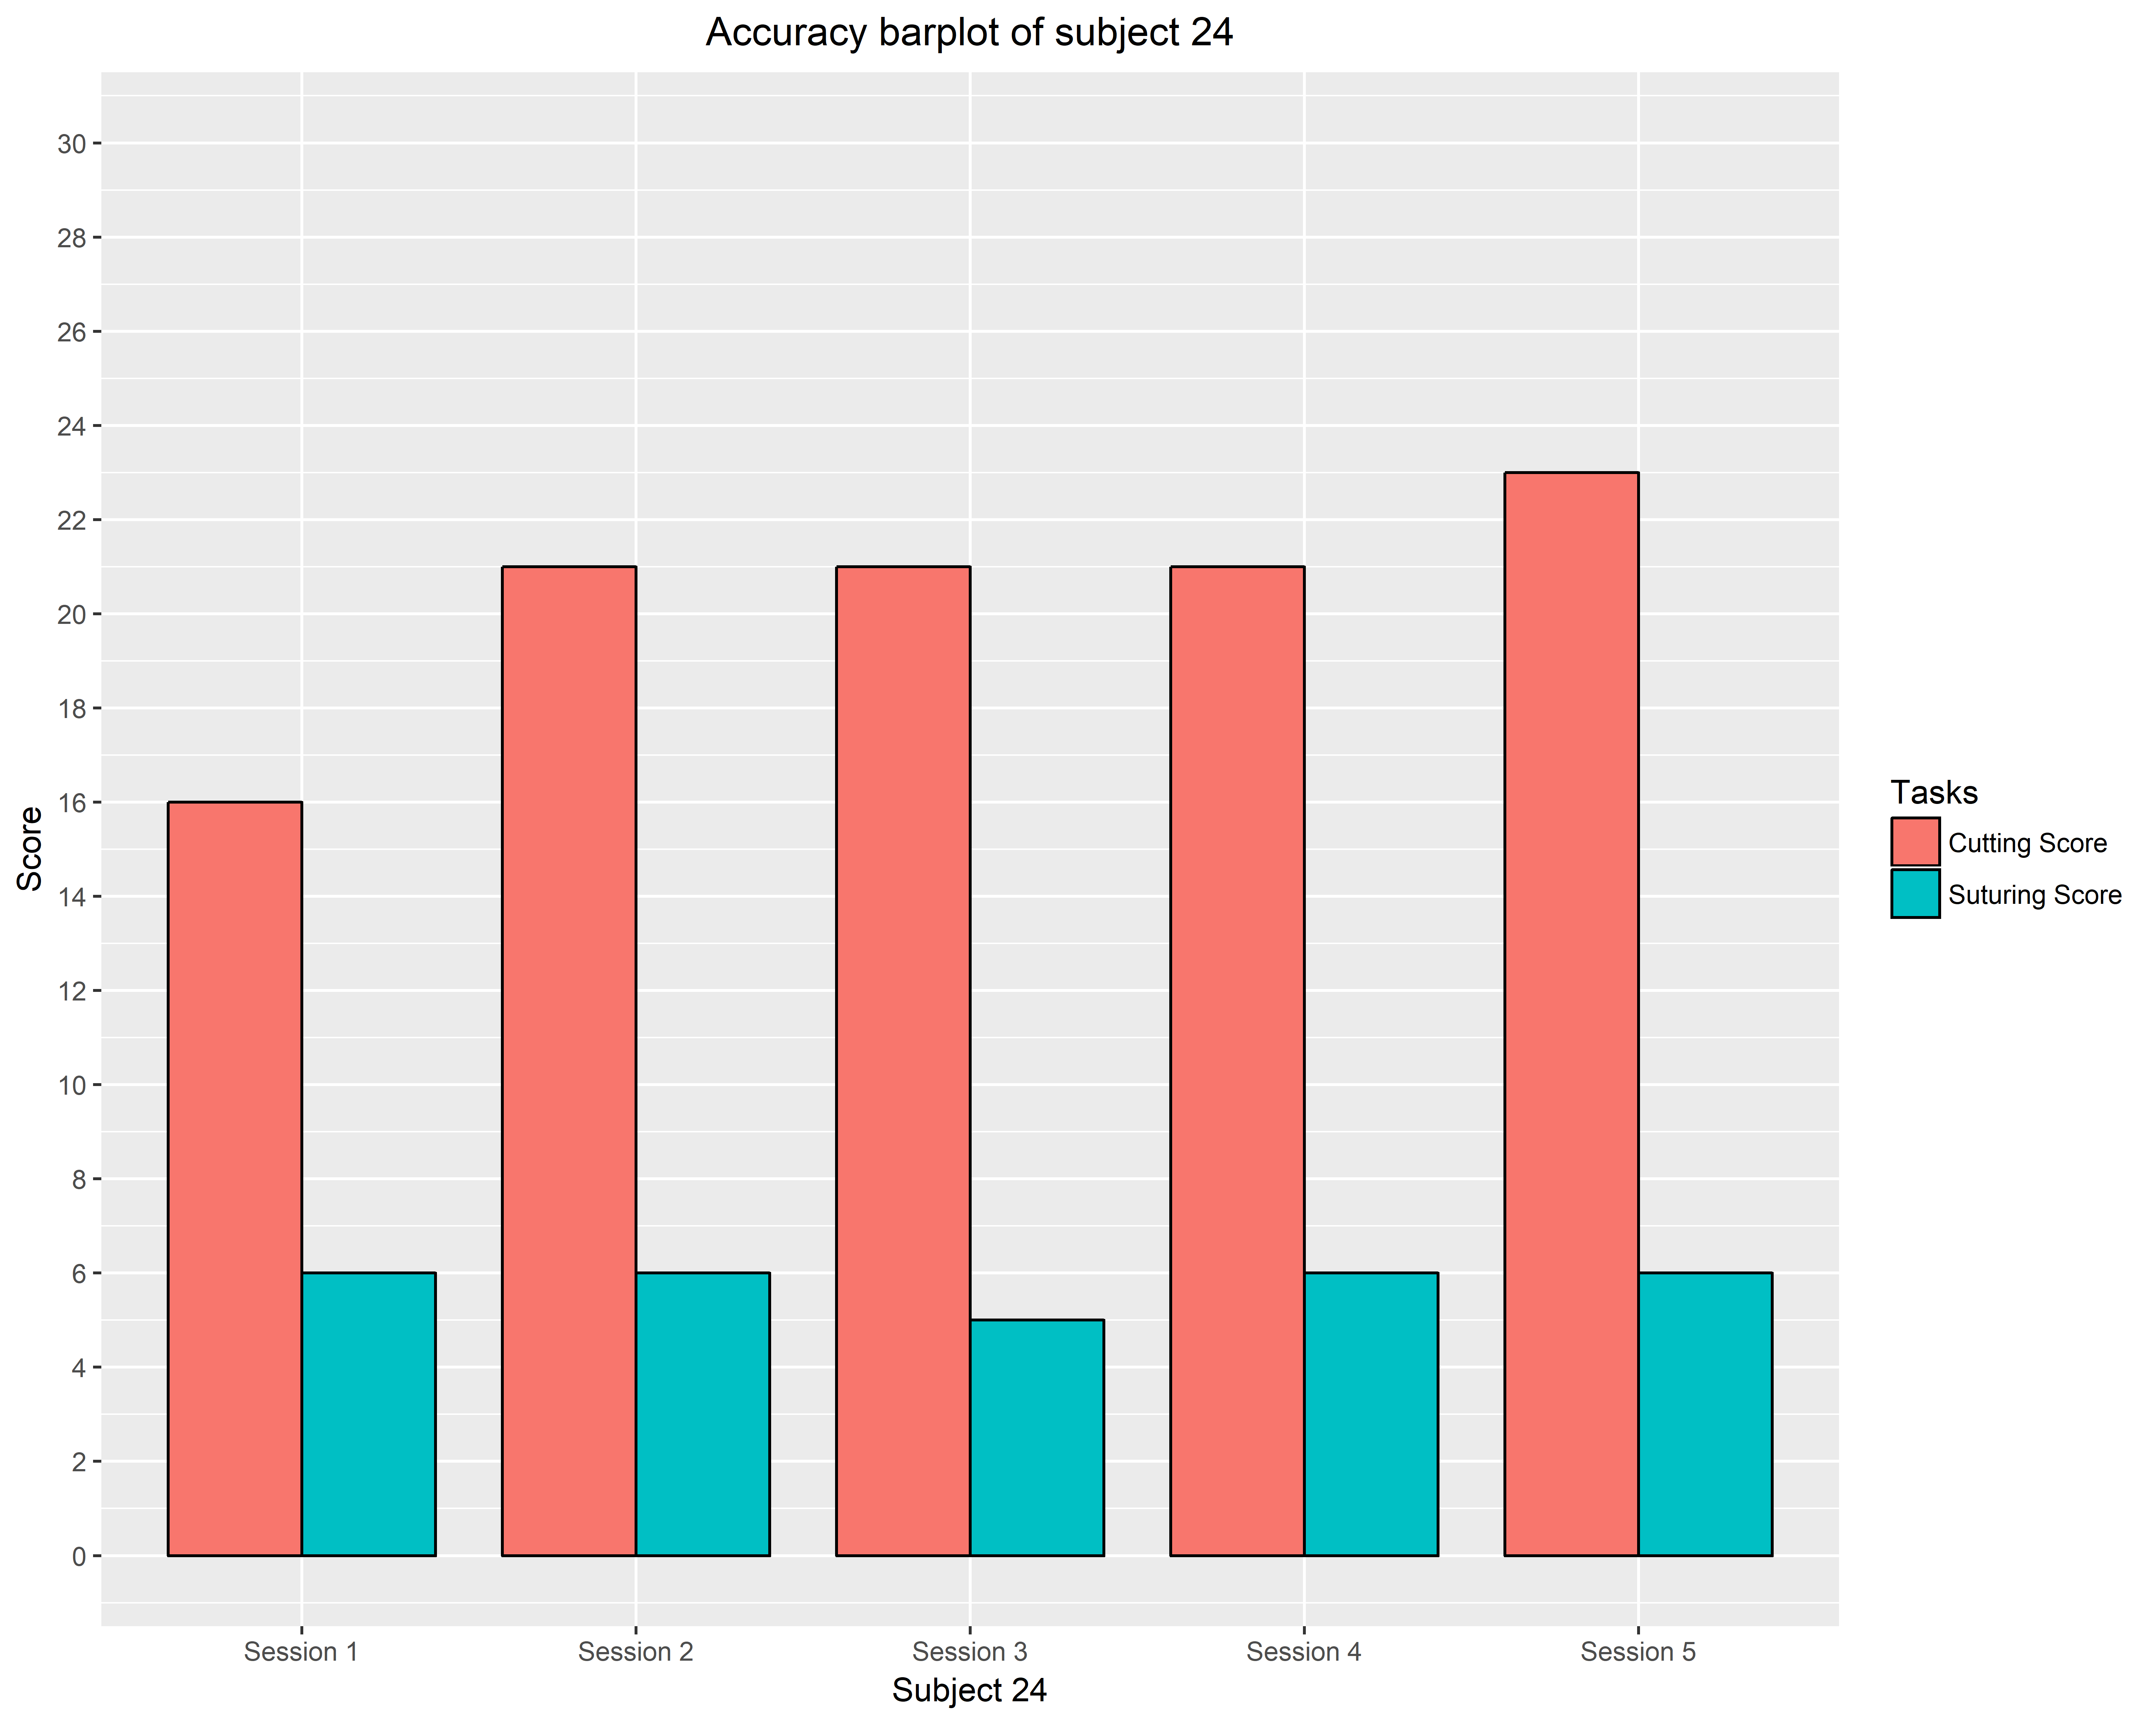 Accuracy barplot of subject 24
30
28
26
24
22
20
18
16
14
12
10
8
6
4
2
0
Score
Session 1
Session 2
Session 3
Session 4
Session 5
Subject 24
Tasks
Cutting Score
Suturing Score